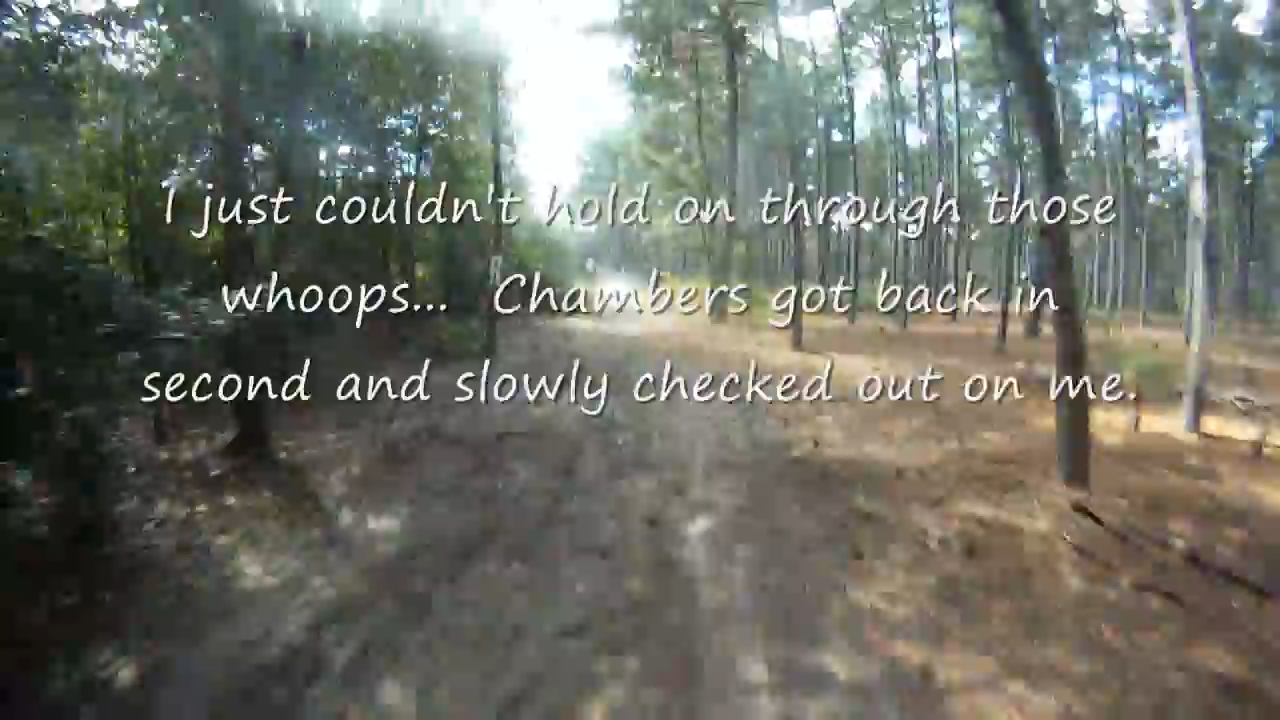 I just couldn't hold on through those
whoops... Chambers got back in
second and slowly checked out on me.